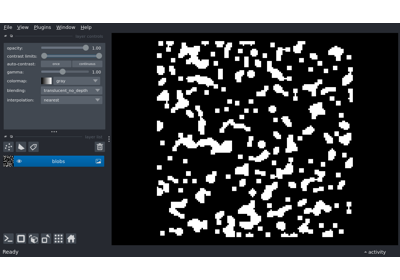 File View Plugins Window Help
opacity: 1.00
contrast limits:
auto-contrast: once continuous
gamma: 1.00
colormap: gray
blending: translucent_no_depth
interpolation: nearest
blobs
Ready
activity